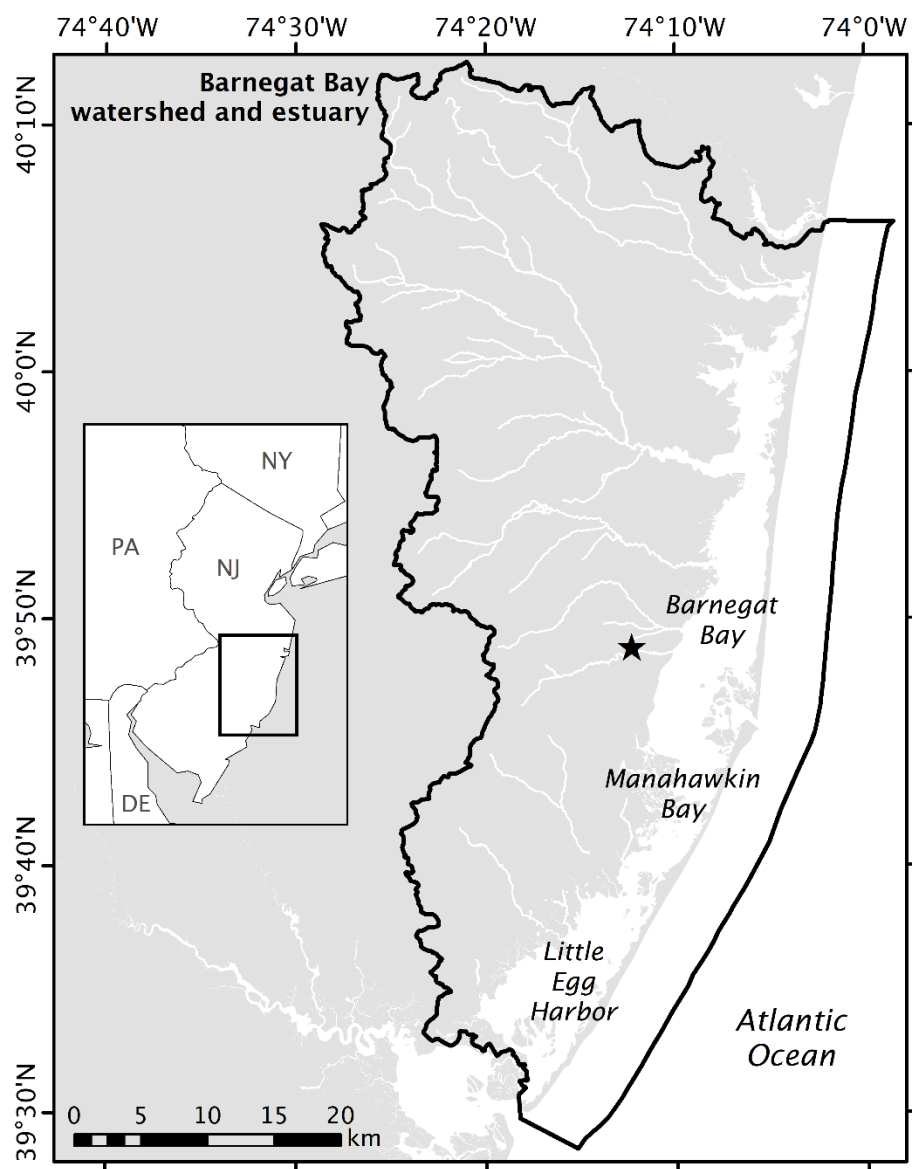 74°40'W 74°30'W 74°20'W 74°10'W 74°0'W
Barnegat Bay
watershed and estuary
40°10'N
40°0'N
NY
PA
NJ
DE
39°50'N
Barnegat
Bay
Manahawkin
Bay
39°40'N
Little
Egg
Harbor
Atlantic
Ocean
39°30'N
0 5 10 15 20
km